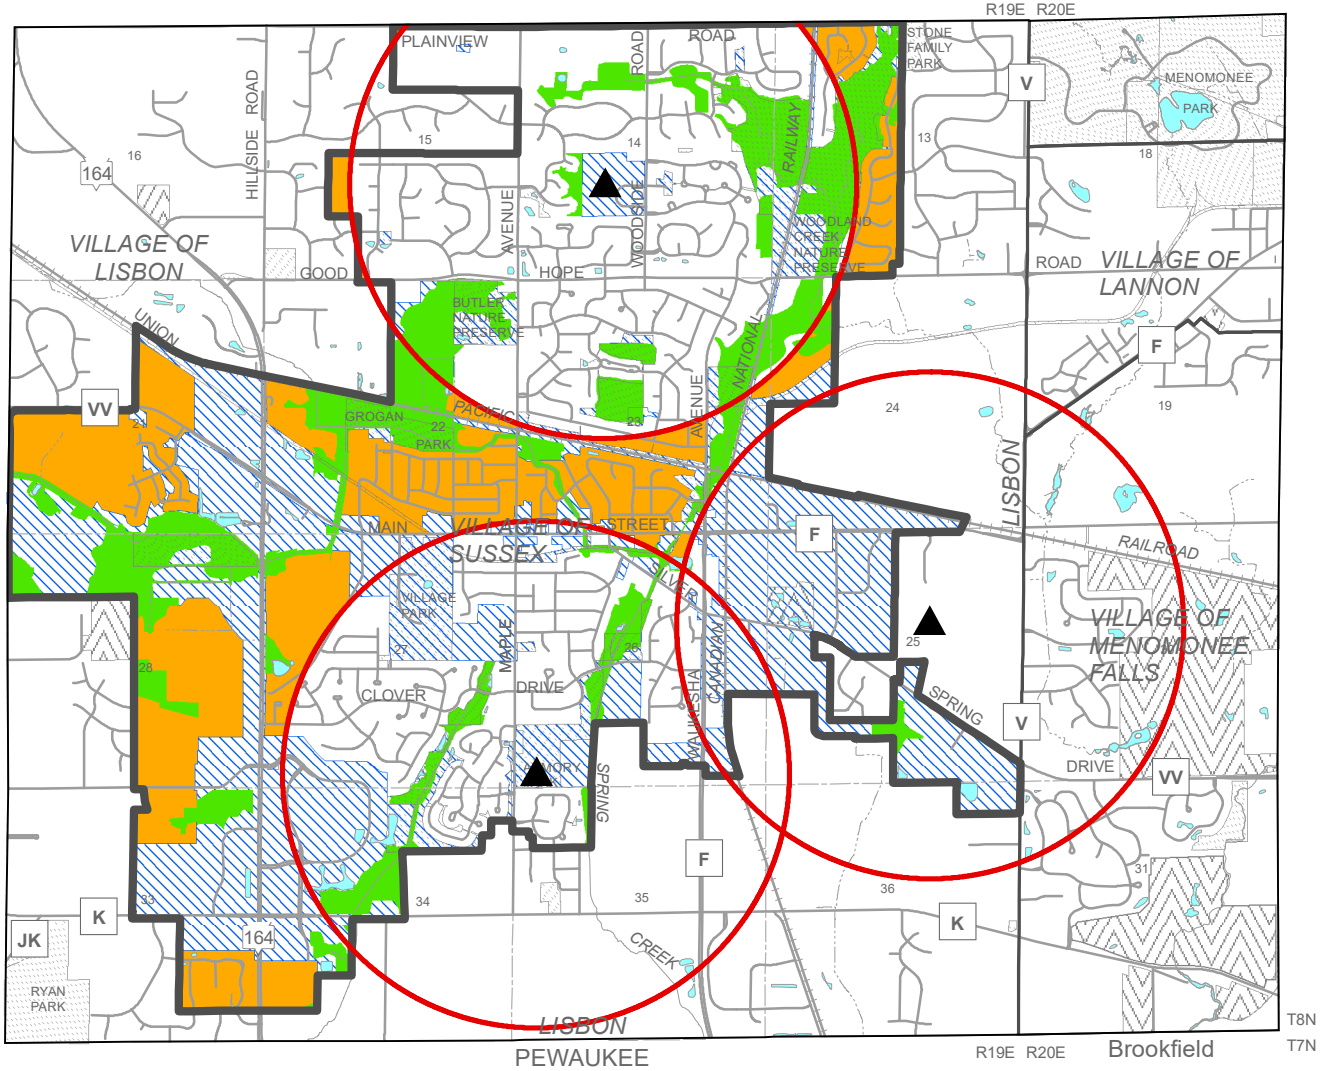 R19E R20E
PLAINVIEW
ROAD
ROAD
STONE
FAMILY
PARK
V
MENOMONEE
PARK
HILLSIDE ROAD
RAILWAY
16
15
14
13
18
164
AVENUE
WOODSIDE
WOODLAND
CREEK
NATURE
PRESERVE
VILLAGE OF
LISBON
GOOD
HOPE
ROAD
VILLAGE OF
LANNON
BUTLER
NATURE
PRESERVE
UNION
NATIONAL
F
VV
21
GROGAN
PARK
22
PACIFIC
23
AVENUE
24
19
LISBON
MAIN
VILLAGE OF
SUSSEX
STREET
F
RAILROAD
SILVER
VILLAGE
PARK
27
MAPLE
26
25
VILLAGE OF
MENOMONEE
FALLS
30
28
CLOVER
DRIVE
WAUKESHA
CANADIAN
SPRING
V
ARMORY
PARK
SPRING
DRIVE
VV
F
33
34
35
36
31
K
K
JK
164
CREEK
RYAN
PARK
LISBON
PEWAUKEE
R19E R20E
Brookfield
T8N
T7N